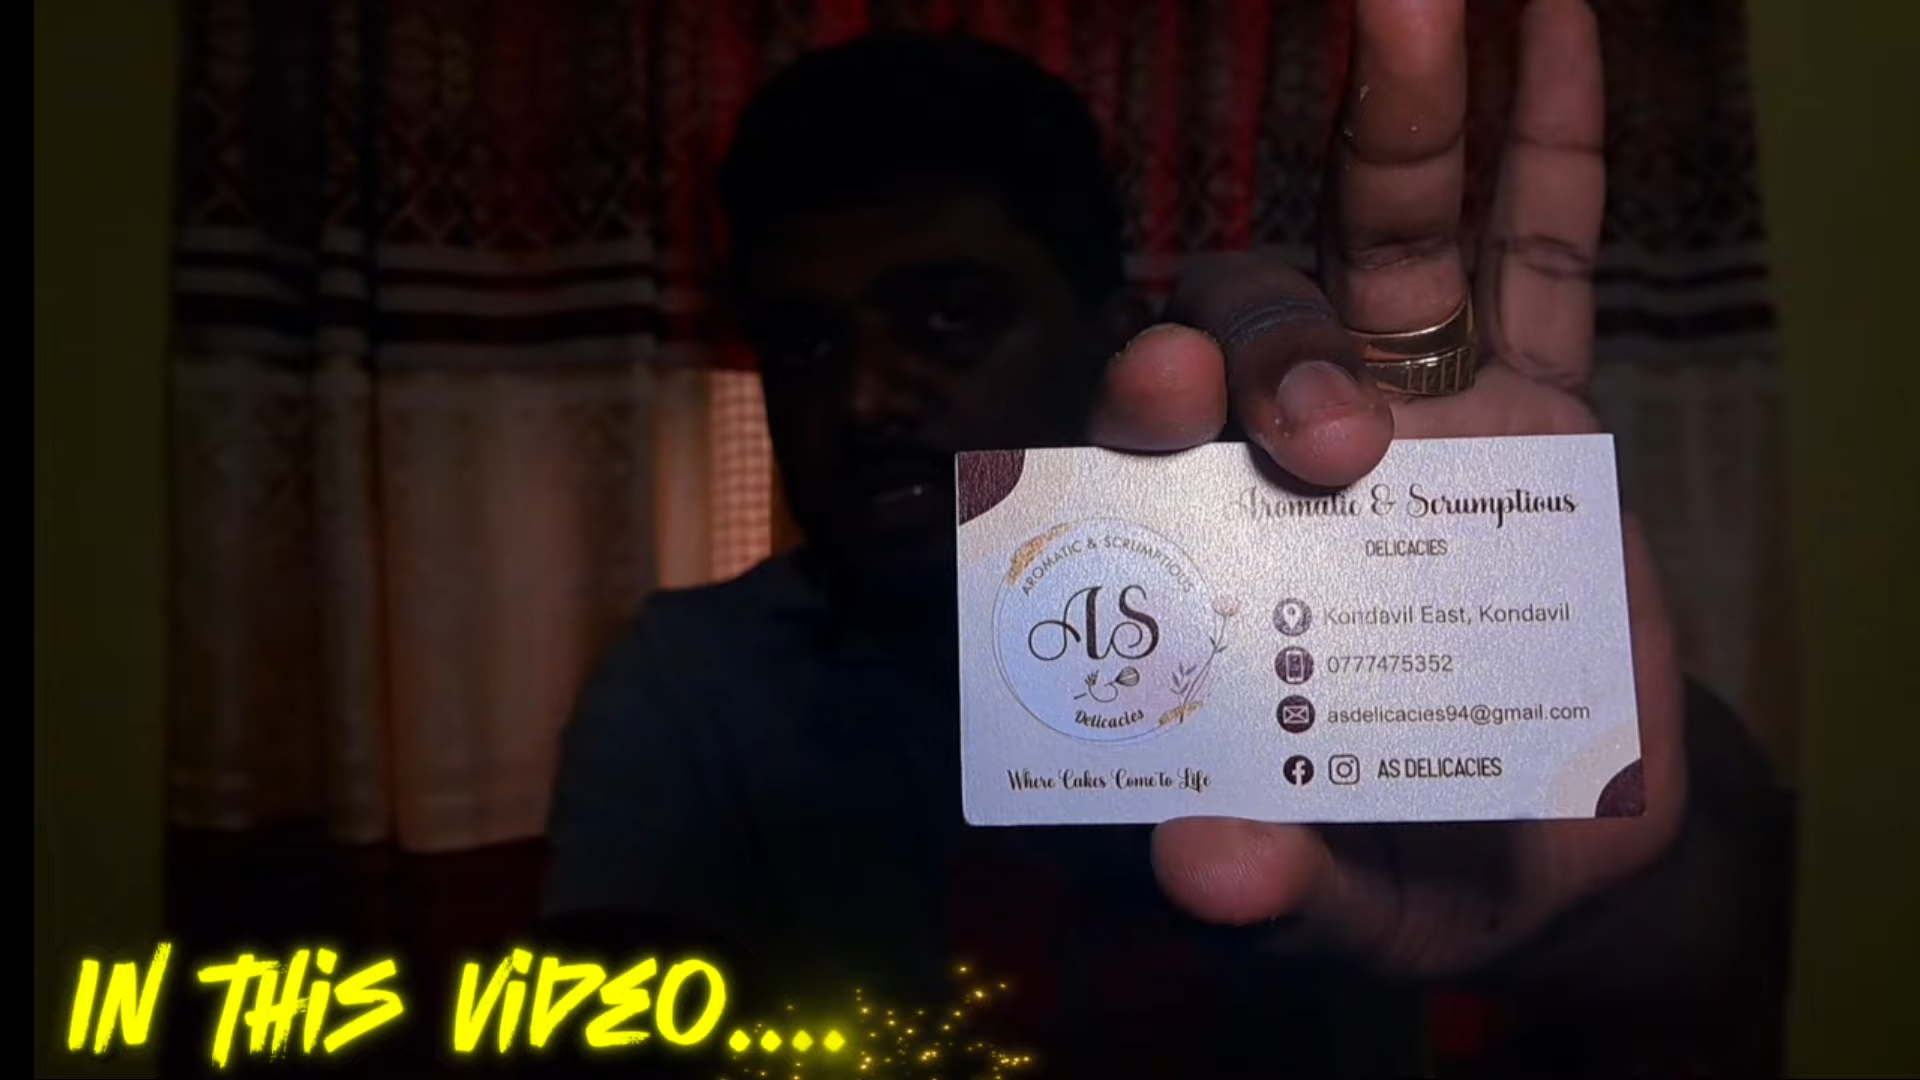 Aromatic & Scrumptious
DELICACIES
AROMATIC & SCRUMPTIOUS
AS
Delicacies
Where Cakes Come to Life
Kondavil East, Kondavil
0777475352
asdelicacies94@gmail.com
AS DELICACIES
IN THIS VIDEO....